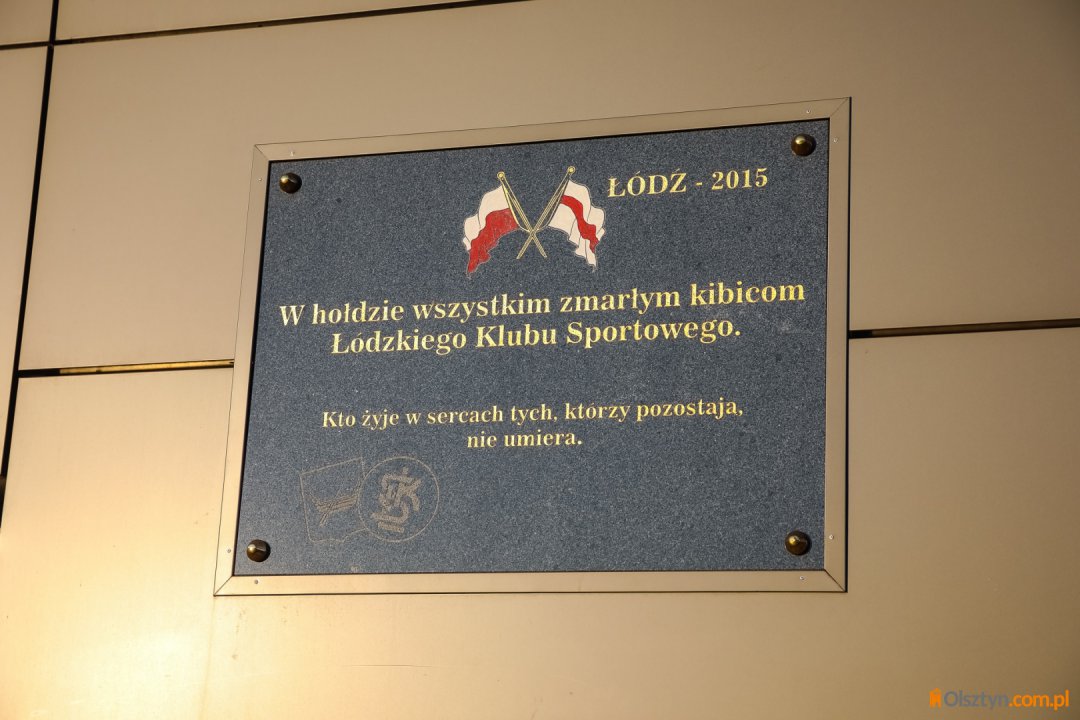 ŁÓDŹ - 2015
W hołdzie wszystkim zmarłym kibicom
Łódzkiego Klubu Sportowego.
Kto żyje w sercach tych, którzy pozostają,
nie umiera.
ŁKS
Olsztyn.com.pl